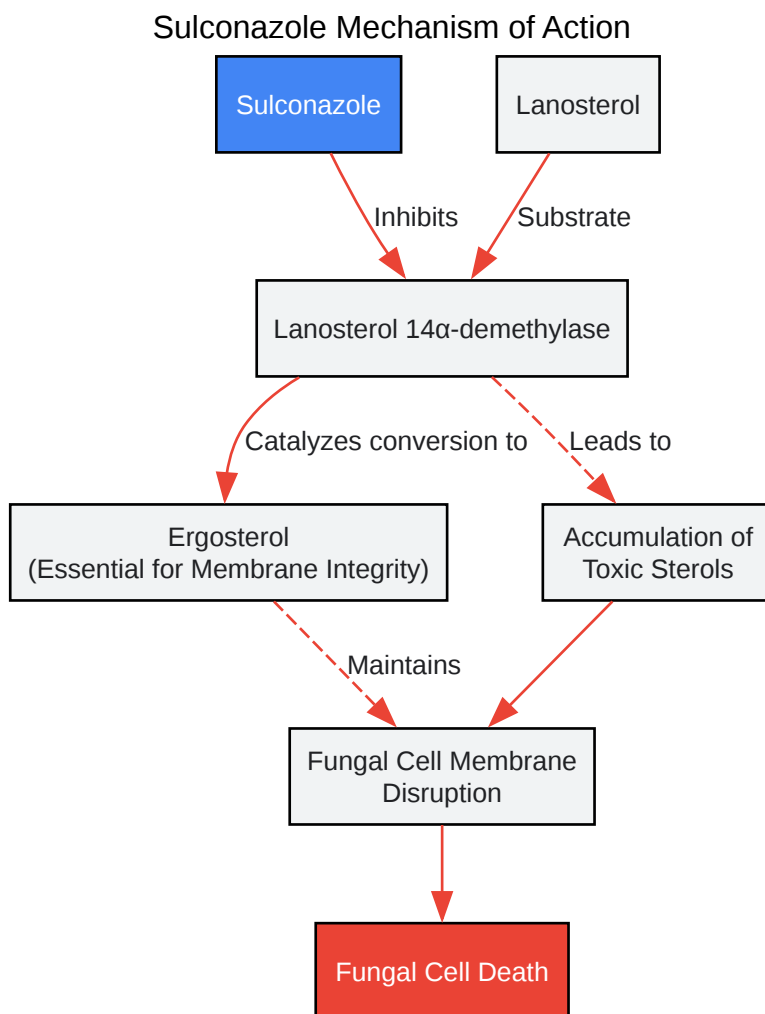 Sulconazole Mechanism of Action
Sulconazole
Lanosterol
Inhibits
Substrate
Lanosterol 14α-demethylase
Catalyzes conversion to
Leads to
Ergosterol
(Essential for Membrane Integrity)
Accumulation of
Toxic Sterols
Maintains
Fungal Cell Membrane
Disruption
Fungal Cell Death